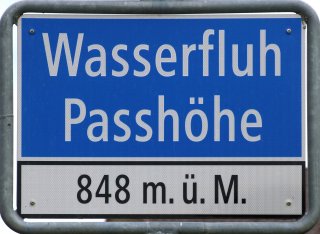 Wasserfluh
Passhöhe
848 m. ü. M.